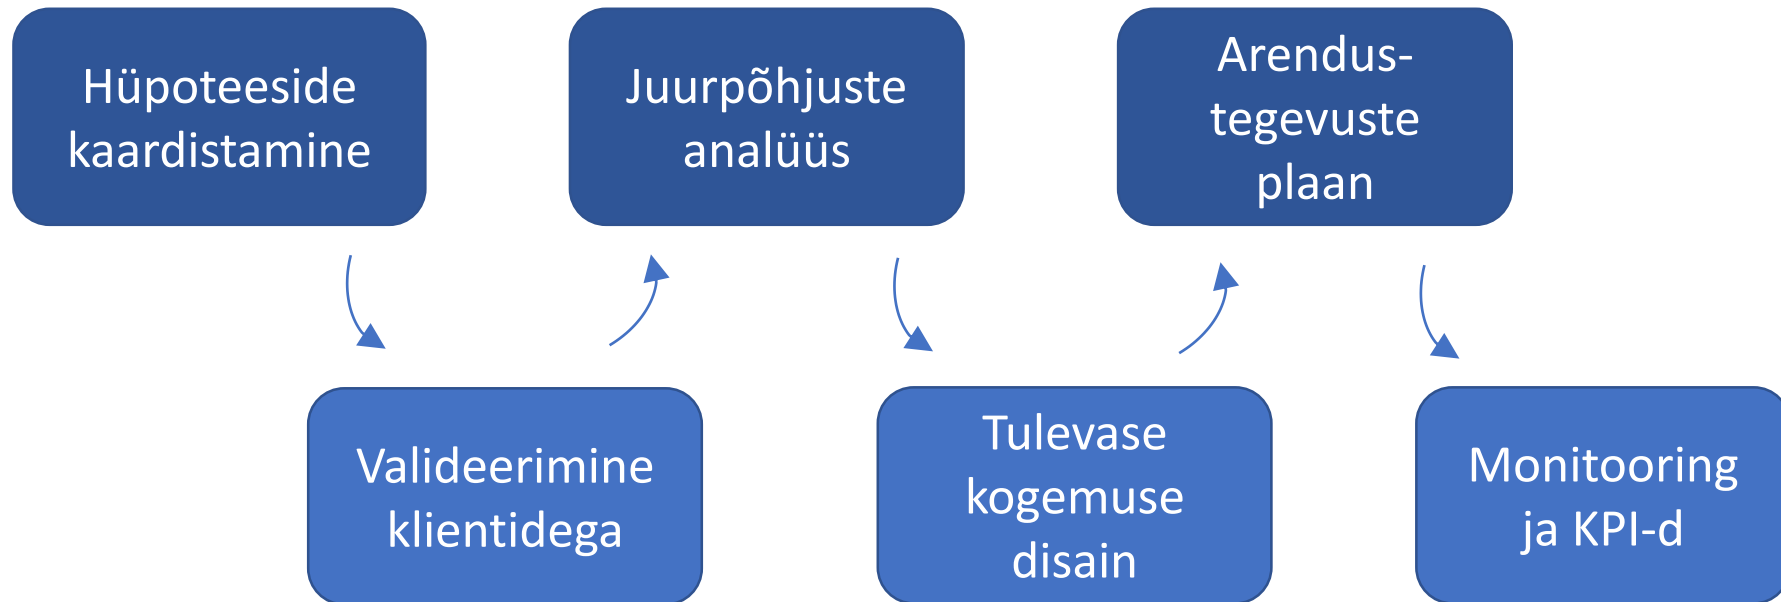 Hüpoteeside
kaardistamine
Valideerimine
klientidega
Juurpõhjuste
analüüs
Tulevase
kogemuse
disain
Arendus-
tegevuste
plaan
Monitooring
ja KPI-d